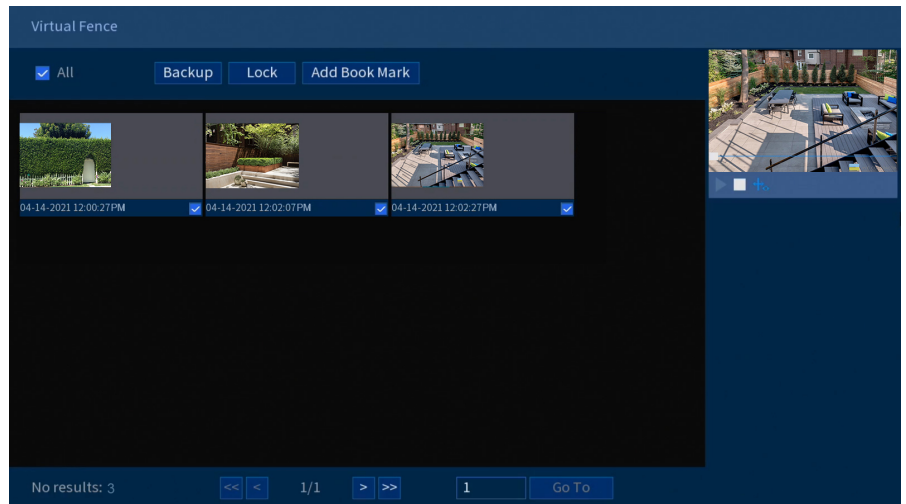 Virtual Fence
All Backup Lock Add Book Mark
04-14-2021 12:00:27PM 04-14-2021 12:02:07PM 04-14-2021 12:02:27PM
No results: 3 << < 1/1 > >> 1 Go To